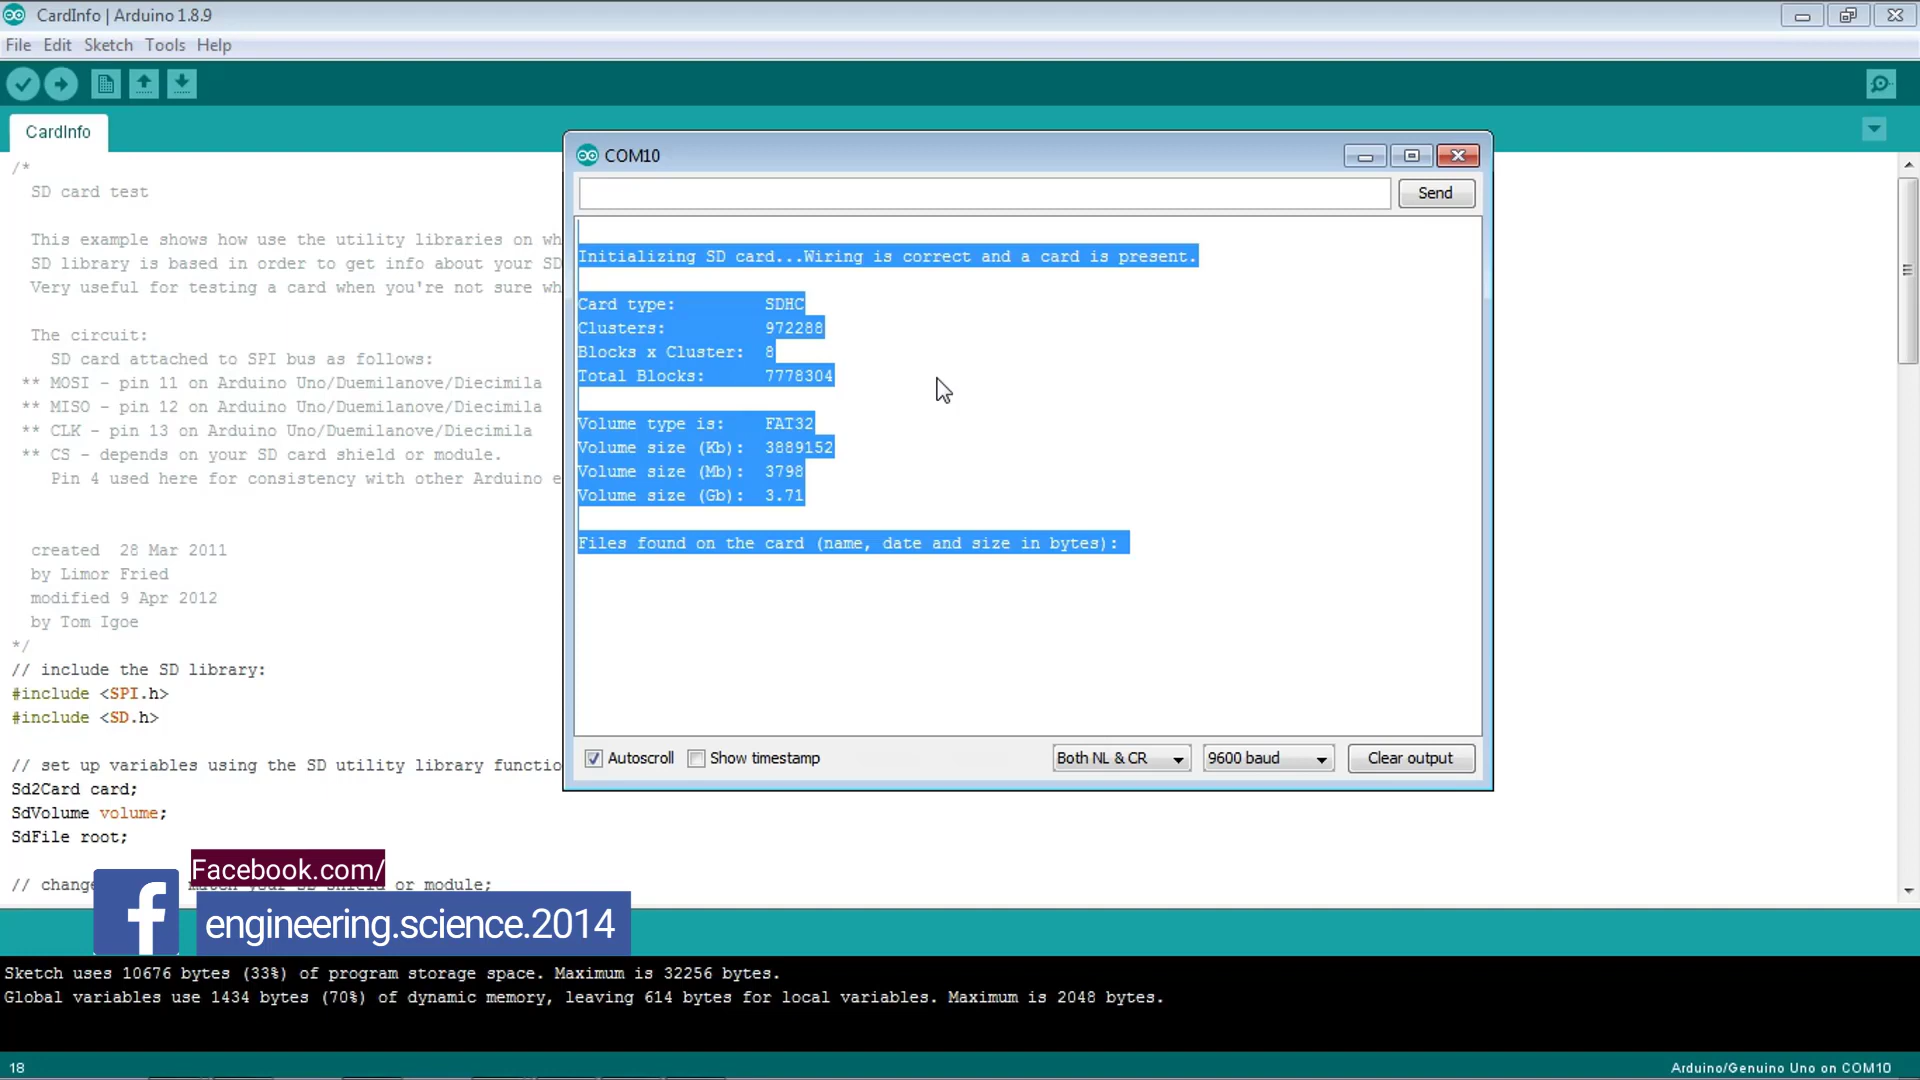 CardInfo | Arduino 1.8.9
File Edit Sketch Tools Help
CardInfo
/*
SD card test
This example shows how use the utility libraries on wh
SD library is based in order to get info about your SD
Very useful for testing a card when you're not sure wh
The circuit:
SD card attached to SPI bus as follows:
** MOSI - pin 11 on Arduino Uno/Duemilanove/Diecimila
** MISO - pin 12 on Arduino Uno/Duemilanove/Diecimila
** CLK - pin 13 on Arduino Uno/Duemilanove/Diecimila
** CS - depends on your SD card shield or module.
Pin 4 used here for consistency with other Arduino e
created 28 Mar 2011
by Limor Fried
modified 9 Apr 2012
by Tom Igoe
*/
// include the SD library:
#include <SPI.h>
#include <SD.h>
// set up variables using the SD utility library functio
Sd2Card card;
SdVolume volume;
SdFile root;
// change match your SD shield or module;
COM10
Send
Initializing SD card...Wiring is correct and a card is present.
Card type: SDHC
Clusters: 972288
Blocks x Cluster: 8
Total Blocks: 7778304
Volume type is: FAT32
Volume size (Kb): 3889152
Volume size (Mb): 3798
Volume size (Gb): 3.71
Files found on the card (name, date and size in bytes):
Autoscroll Show timestamp Both NL & CR 9600 baud Clear output
Facebook.com/
engineering.science.2014
Sketch uses 10676 bytes (33%) of program storage space. Maximum is 32256 bytes.
Global variables use 1434 bytes (70%) of dynamic memory, leaving 614 bytes for local variables. Maximum is 2048 bytes.
18 Arduino/Genuino Uno on COM10